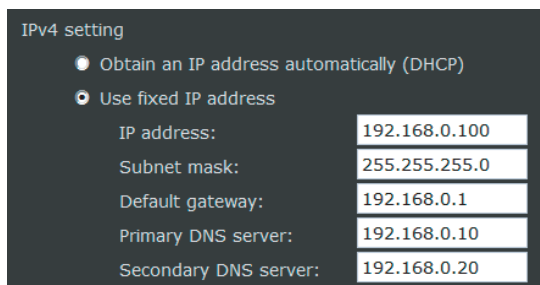 IPv4 setting
Obtain an IP address automatically (DHCP)
Use fixed IP address
IP address: 192.168.0.100
Subnet mask: 255.255.255.0
Default gateway: 192.168.0.1
Primary DNS server: 192.168.0.10
Secondary DNS server: 192.168.0.20